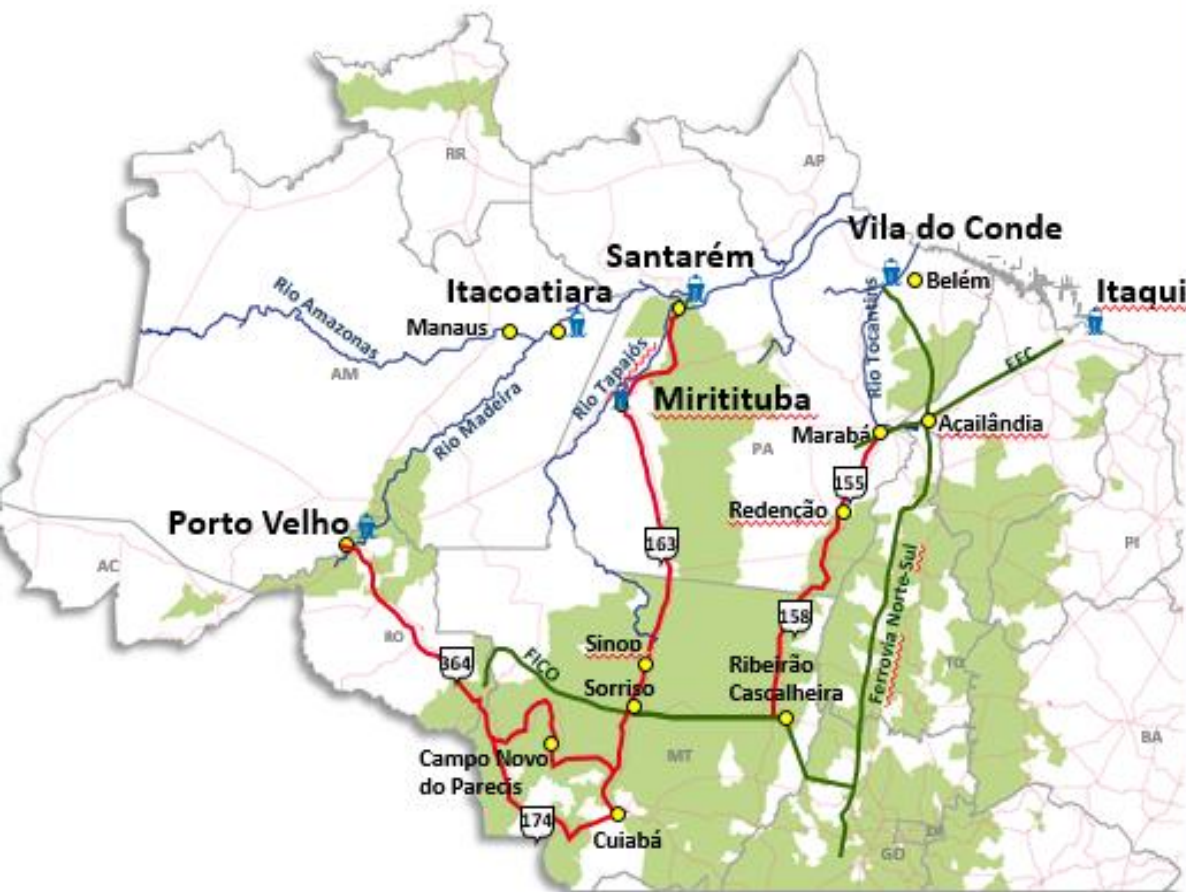 RR
AP
Vila do Conde
Santarém
Belém
Itacoatiara
Itaqui
Rio Amazonas
Manaus
AM
Rio Madeira
Rio Tapajós
Rio Tocantins
EFC
Miritituba
Marabá
Açailândia
PA
155
Redenção
Porto Velho
163
PI
AC
158
Ferrovia Norte-Sul
RO
364
FICO
Sinop
Ribeirão
Cascalheira
TO
Sorriso
BA
Campo Novo
do Parecis
MT
174
Cuiabá
DF
GO